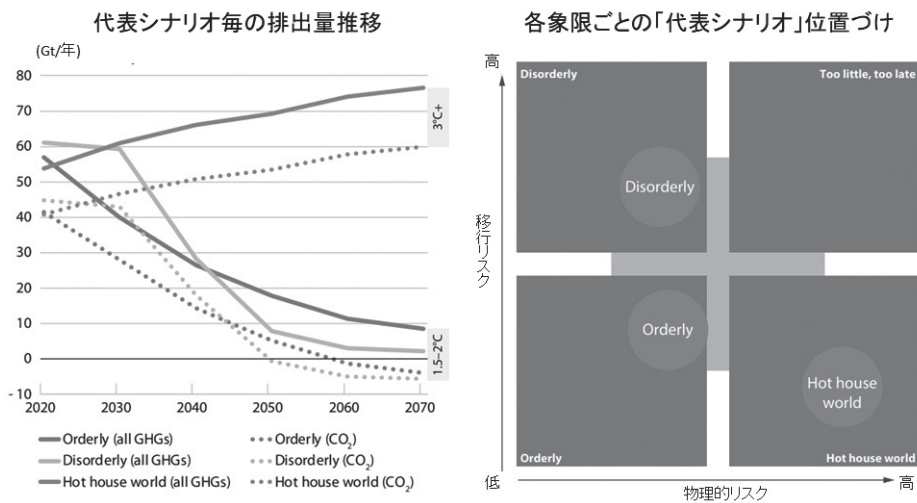 代表シナリオ毎の排出量推移
(Gt/年)
80
70
60
50
40
30
20
10
0
-10
2020 2030 2040 2050 2060 2070
3°C+
1.5–2°C
Orderly (all GHGs)
Disorderly (all GHGs)
Hot house world (all GHGs)
Orderly (CO₂)
Disorderly (CO₂)
Hot house world (CO₂)
各象限ごとの「代表シナリオ」位置づけ
高
移行リスク
低
Disorderly
Too little, too late
Disorderly
Orderly
Hot house
world
Orderly
Hot house world
物理的リスク
高